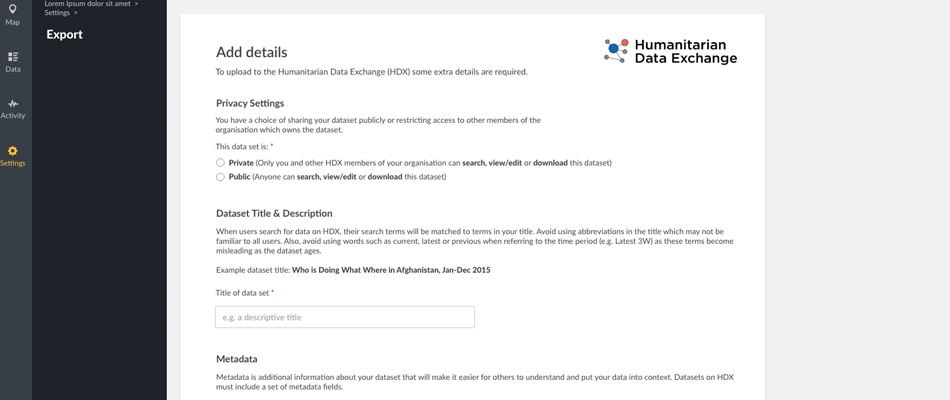 Lorem Ipsum dolor sit amet >
Settings >
Export
Map
Data
Activity
Settings
Humanitarian
Data Exchange
Add details
To upload to the Humanitarian Data Exchange (HDX) some extra details are required.
Privacy Settings
You have a choice of sharing your dataset publicly or restricting access to other members of the
organisation which owns the dataset.
This data set is: *
Private (Only you and other HDX members of your organisation can search, view/edit or download this dataset)
Public (Anyone can search, view/edit or download this dataset)
Dataset Title & Description
When users search for data on HDX, their search terms will be matched to terms in your title. Avoid using abbreviations in the title which may not be
familiar to all users. Also, avoid using words such as current, latest or previous when referring to the time period (e.g. Latest 3W) as these terms become
misleading as the dataset ages.
Example dataset title: Who is Doing What Where in Afghanistan, Jan-Dec 2015
Title of data set *
e.g. a descriptive title
Metadata
Metadata is additional information about your dataset that will make it easier for others to understand and put your data into context. Datasets on HDX
must include a set of metadata fields.